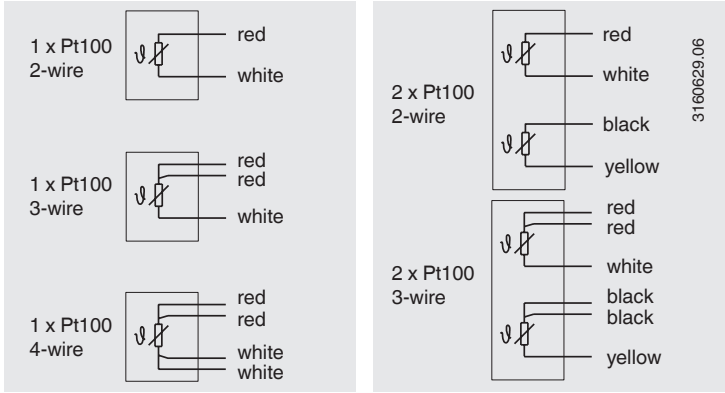 1 x Pt100
2-wire
red
white
1 x Pt100
3-wire
red
red
white
1 x Pt100
4-wire
red
red
white
white
2 x Pt100
2-wire
red
white
black
yellow
2 x Pt100
3-wire
red
red
white
black
black
yellow
3160629.06
ϑ
ϑ
ϑ
ϑ
ϑ
ϑ
ϑ